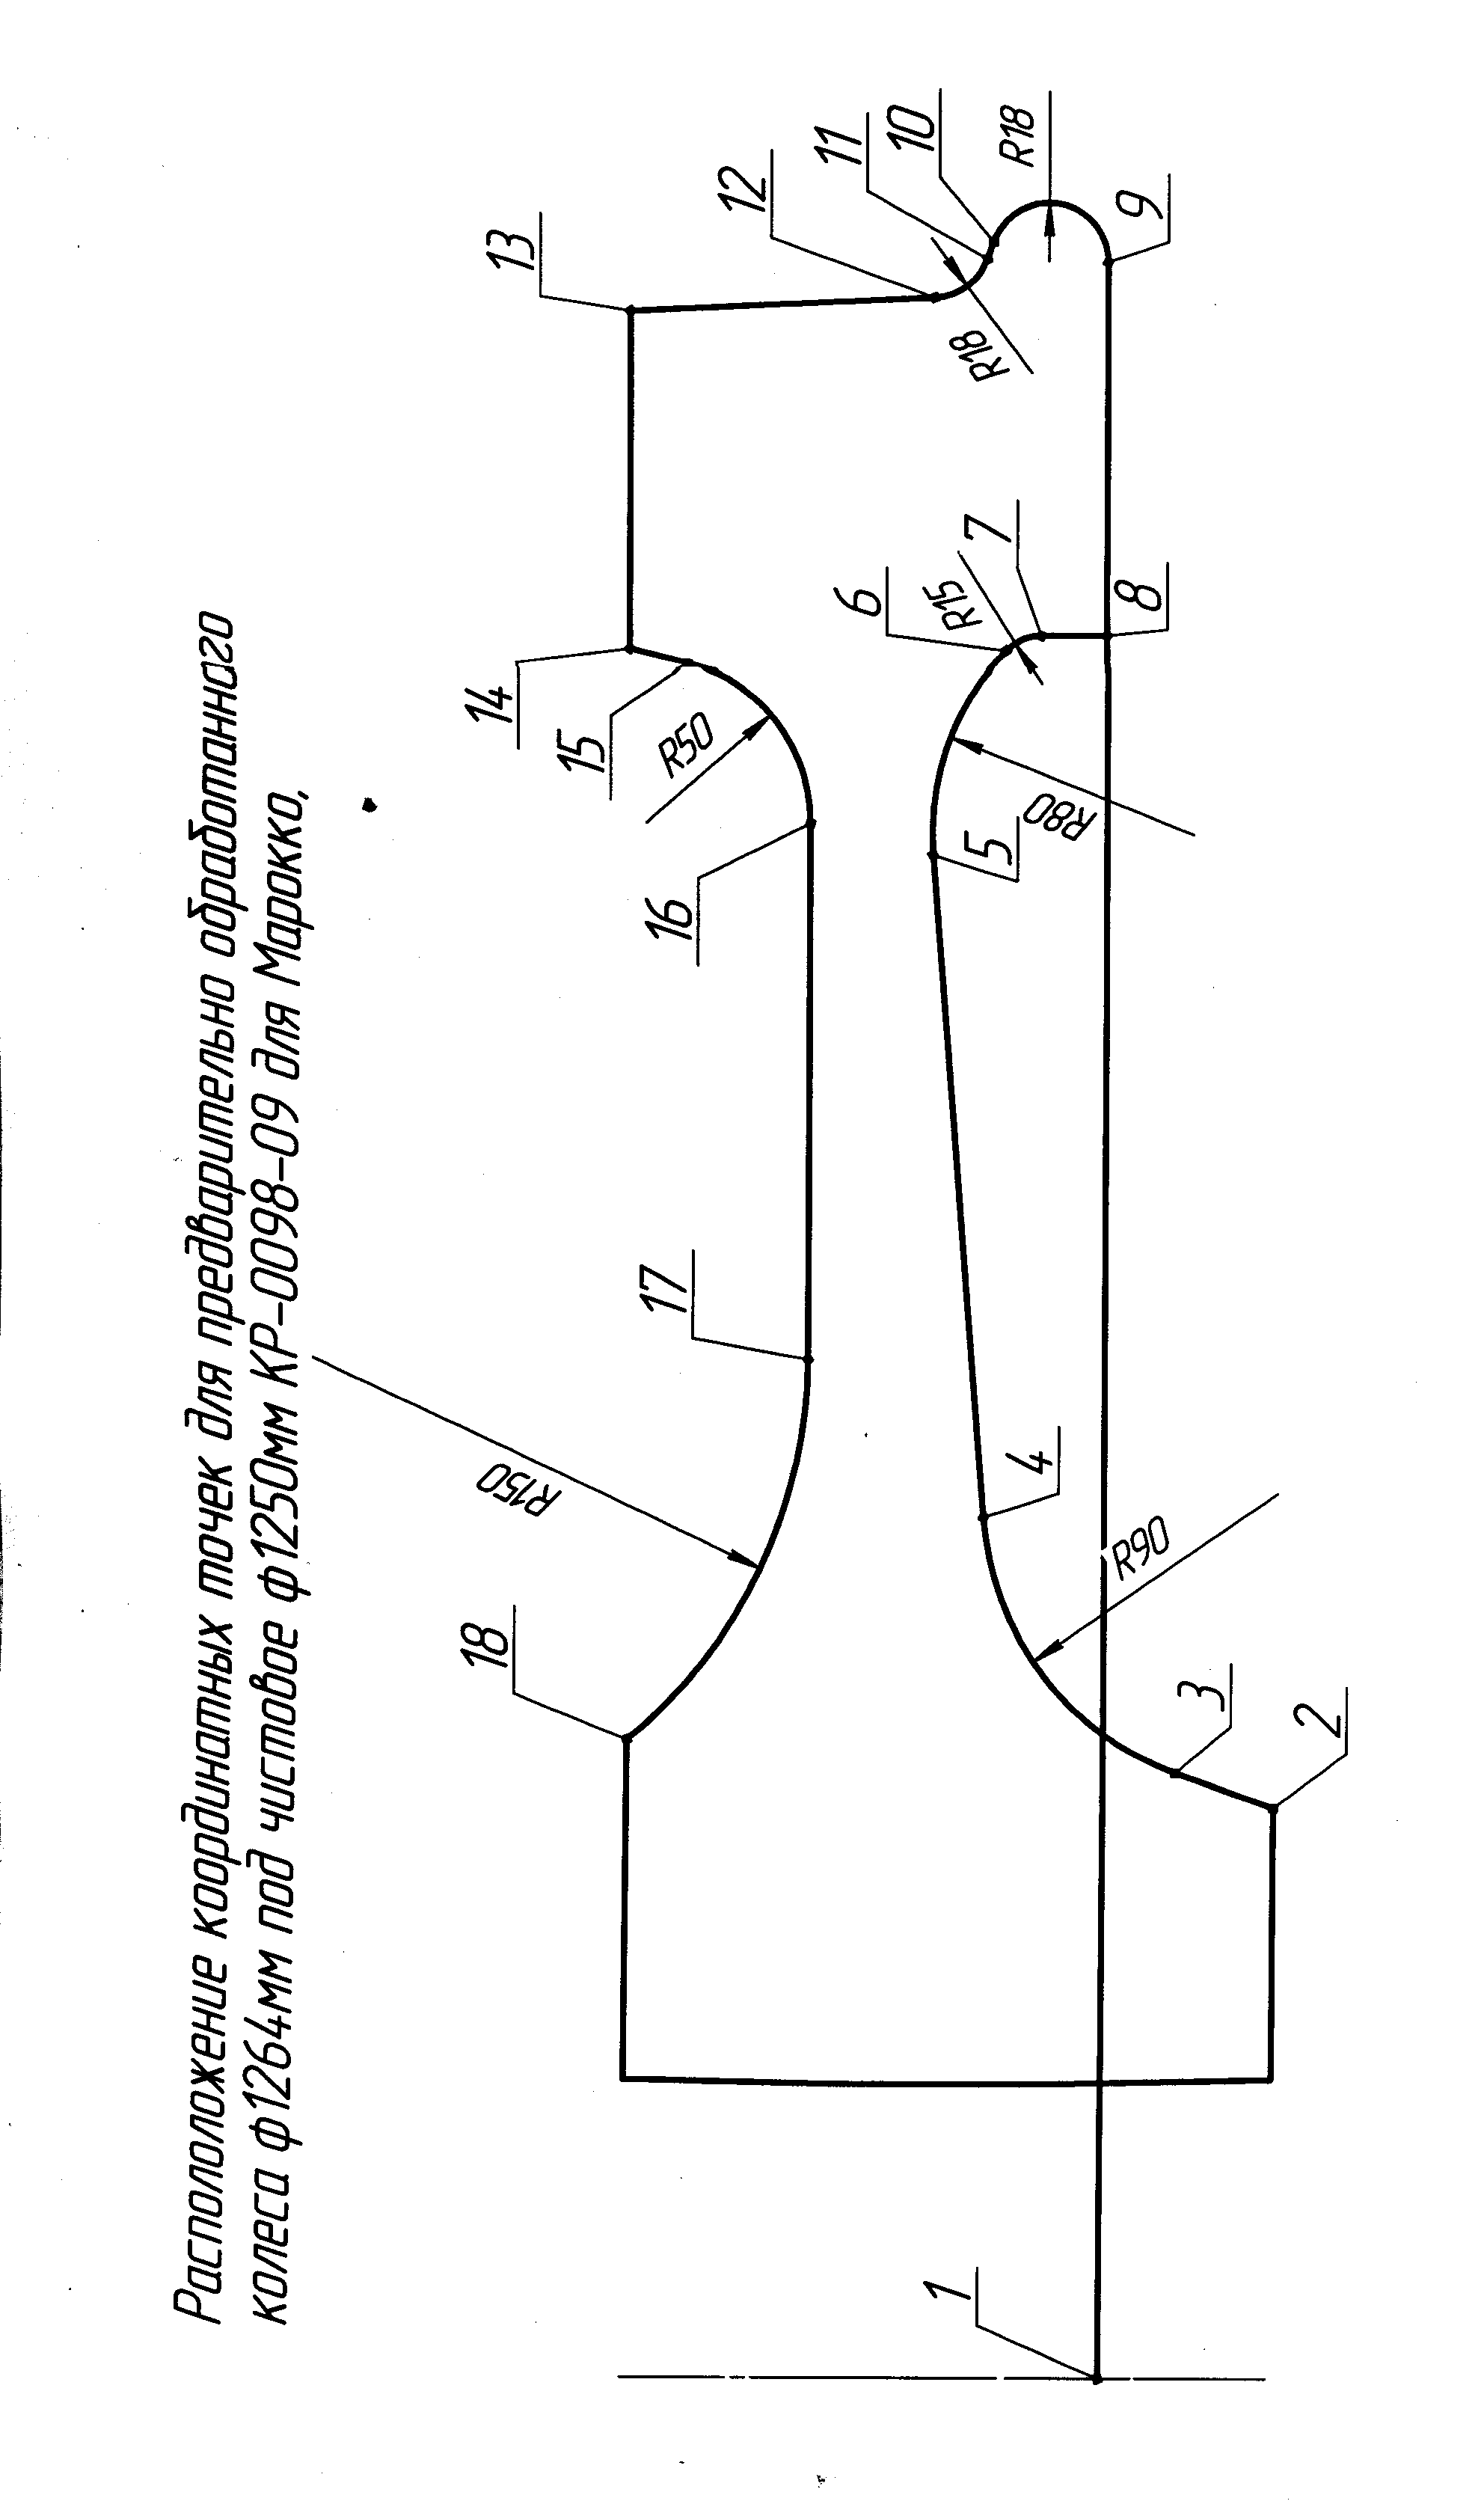 Расположение координатных точек для предварительно обработанного
колеса ф1264мм под чистовое ф1250мм КР-0098-09 для Марокко,
18
R150
17
16
R50
15
14
13
12
11
10
R18
R18
9
6
R15
7
8
5
R80
4
R90
3
2
1